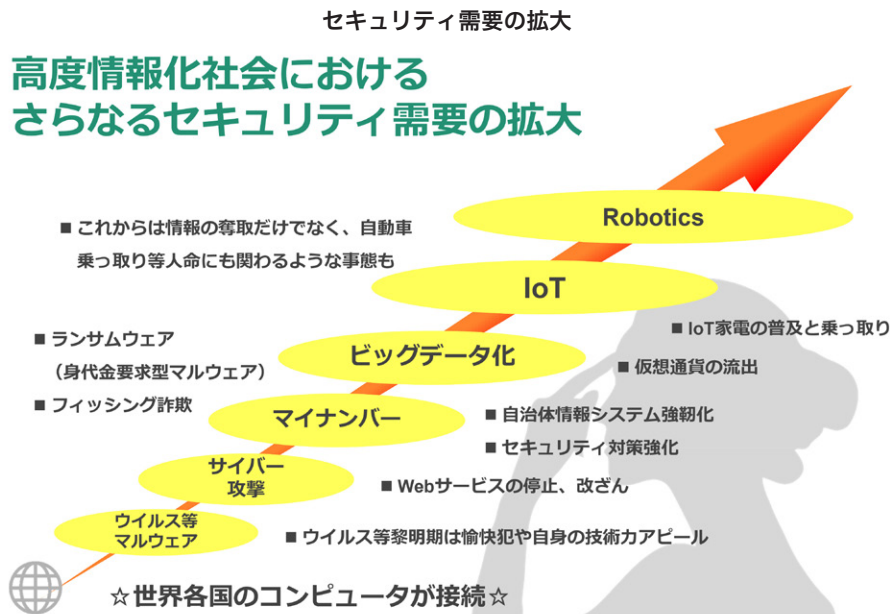 セキュリティ需要の拡大
高度情報化社会における
さらなるセキュリティ需要の拡大
Robotics
■ これからは情報の奪取だけでなく、自動車
乗っ取り等人命にも関わるような事態も
IoT
■ IoT家電の普及と乗っ取り
■ ランサムウェア
（身代金要求型マルウェア）
ビッグデータ化
■ 仮想通貨の流出
■ フィッシング詐欺
マイナンバー
■ 自治体情報システム強靭化
■ セキュリティ対策強化
サイバー
攻撃
■ Webサービスの停止、改ざん
ウイルス等
マルウェア
■ ウイルス等黎明期は愉快犯や自身の技術力アピール
☆世界各国のコンピュータが接続☆